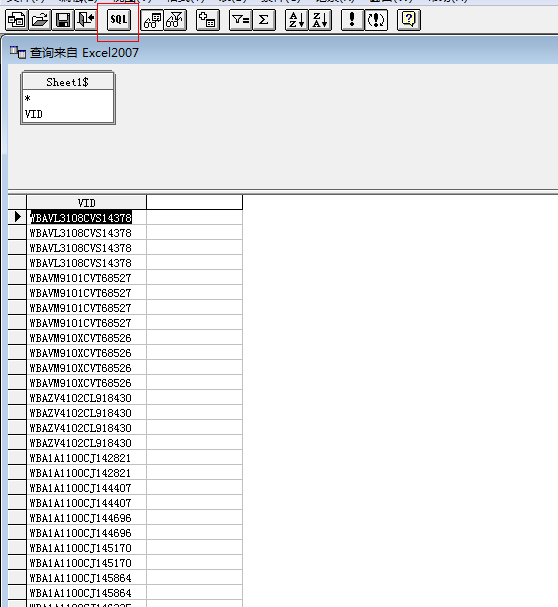 SQL
查询来自 Excel2007
Sheet1$
*
VID
VID
WBAVL3108CVS14378
WBAVL3108CVS14378
WBAVL3108CVS14378
WBAVL3108CVS14378
WBAVM9101CVT68527
WBAVM9101CVT68527
WBAVM9101CVT68527
WBAVM9101CVT68527
WBAVM910XCVT68526
WBAVM910XCVT68526
WBAVM910XCVT68526
WBAVM910XCVT68526
WBAZV4102CL918430
WBAZV4102CL918430
WBAZV4102CL918430
WBAZV4102CL918430
WBA1A1100CJ142821
WBA1A1100CJ142821
WBA1A1100CJ144407
WBA1A1100CJ144407
WBA1A1100CJ144696
WBA1A1100CJ144696
WBA1A1100CJ145170
WBA1A1100CJ145170
WBA1A1100CJ145864
WBA1A1100CJ145864